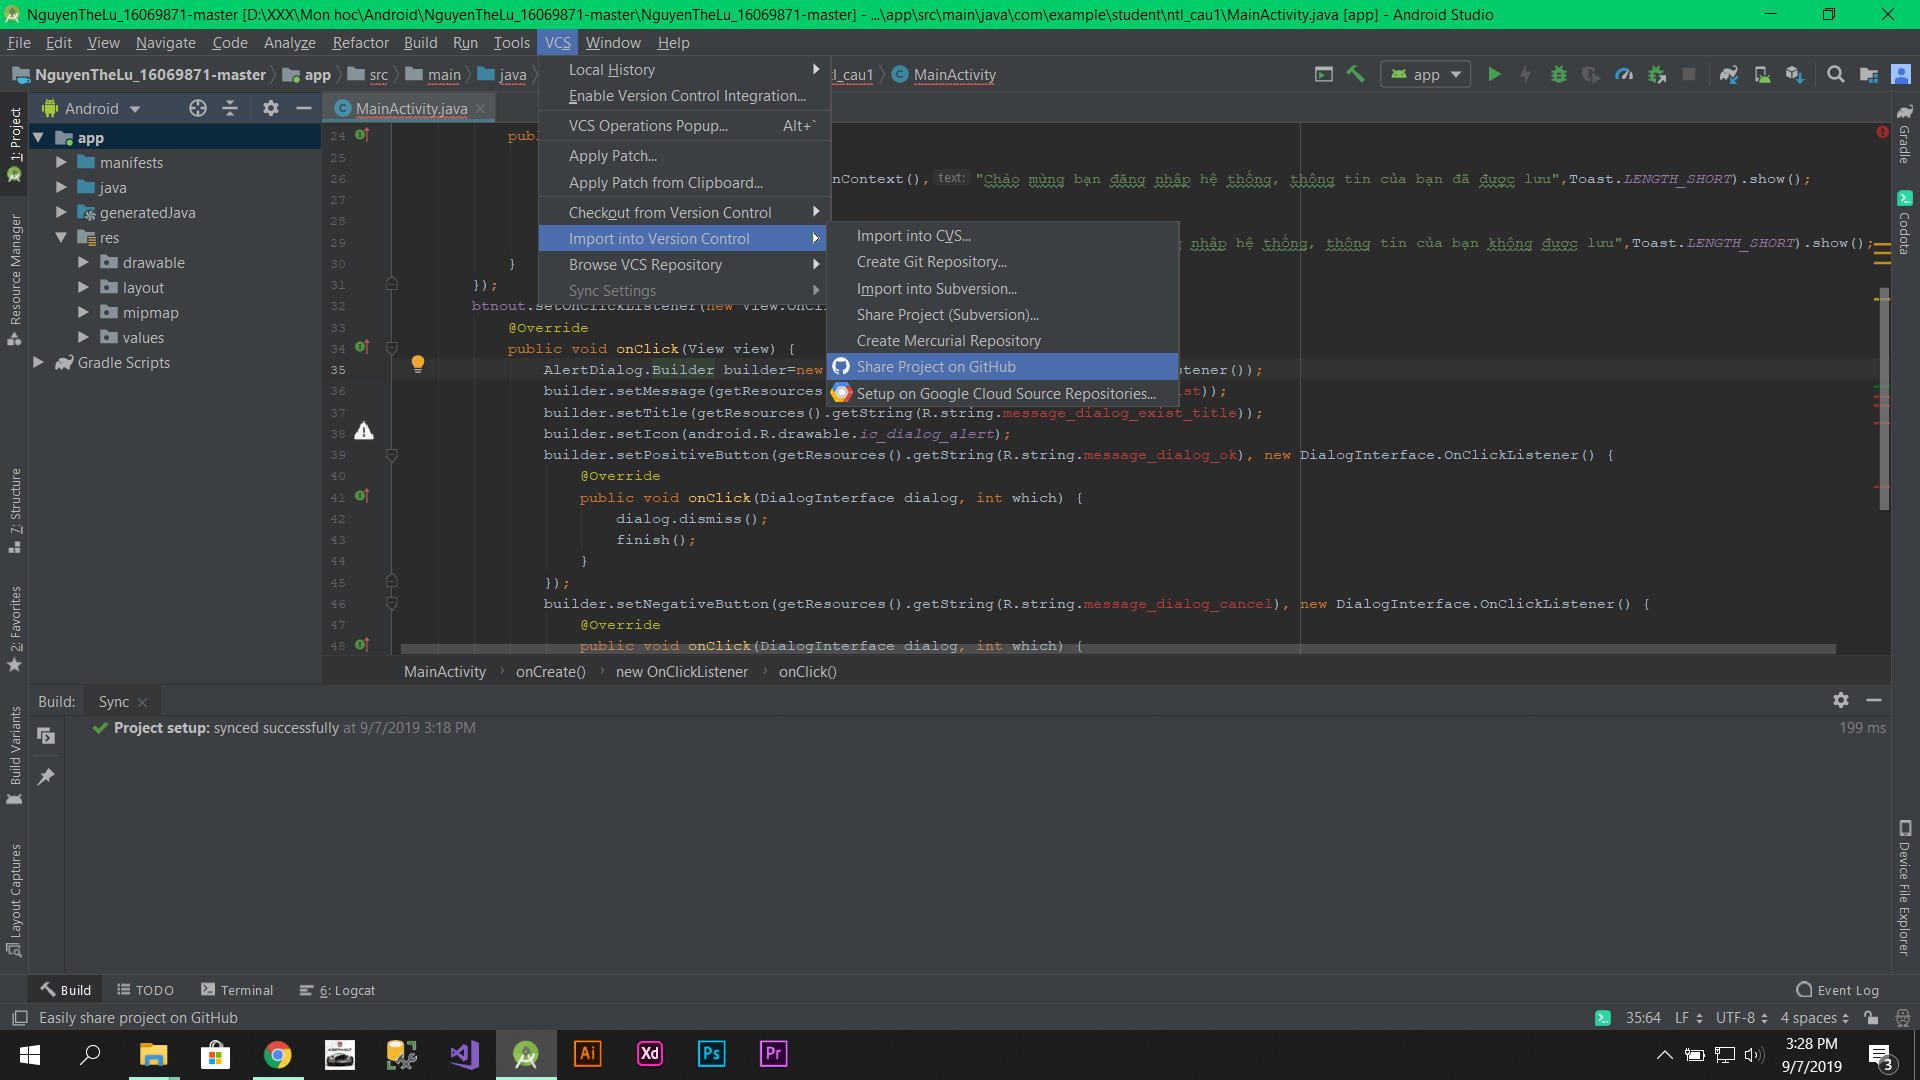 NguyenTheLu_16069871-master [D:\XXX\Mon hoc\Android\NguyenTheLu_16069871-master\NguyenTheLu_16069871-master] - ...\app\src\main\java\com\example\student\ntl_cau1\MainActivity.java [app] - Android Studio
File Edit View Navigate Code Analyze Refactor Build Run Tools VCS Window Help
NguyenTheLu_16069871-master app src main java l_cau1 MainActivity app
Android MainActivity.java
Local History
Enable Version Control Integration...
VCS Operations Popup... Alt+`
Apply Patch...
Apply Patch from Clipboard...
Checkout from Version Control
Import into Version Control
Browse VCS Repository
Sync Settings
Import into CVS...
Create Git Repository...
Import into Subversion...
Share Project (Subversion)...
Create Mercurial Repository
Share Project on GitHub
Setup on Google Cloud Source Repositories...
1: Project
Resource Manager
7: Structure
2: Favorites
Build Variants
Layout Captures
app
manifests
java
generatedJava
res
drawable
layout
mipmap
values
Gradle Scripts
24 publ
25
26 nContext(), text: "Chào mừng bạn đăng nhập hệ thống, thông tin của bạn đã được lưu",Toast.LENGTH_SHORT).show();
27
28
29 nhập hệ thống, thông tin của bạn không được lưu",Toast.LENGTH_SHORT).show();
30 }
31 });
32 btnout.setOnClickListener(new View.OnCl
33 @Override
34 public void onClick(View view) {
35 AlertDialog.Builder builder=new stener());
36 builder.setMessage(getResources ist));
37 builder.setTitle(getResources().getString(R.string.message_dialog_exist_title));
38 builder.setIcon(android.R.drawable.ic_dialog_alert);
39 builder.setPositiveButton(getResources().getString(R.string.message_dialog_ok), new DialogInterface.OnClickListener() {
40 @Override
41 public void onClick(DialogInterface dialog, int which) {
42 dialog.dismiss();
43 finish();
44 }
45 });
46 builder.setNegativeButton(getResources().getString(R.string.message_dialog_cancel), new DialogInterface.OnClickListener() {
47 @Override
48 public void onClick(DialogInterface dialog, int which) {
MainActivity onCreate() new OnClickListener onClick()
Gradle
Codota
Device File Explorer
Build: Sync
Project setup: synced successfully at 9/7/2019 3:18 PM 199 ms
Build TODO Terminal 6: Logcat Event Log
Easily share project on GitHub 35:64 LF UTF-8 4 spaces
Ai Xd Ps Pr
3:28 PM
9/7/2019
3